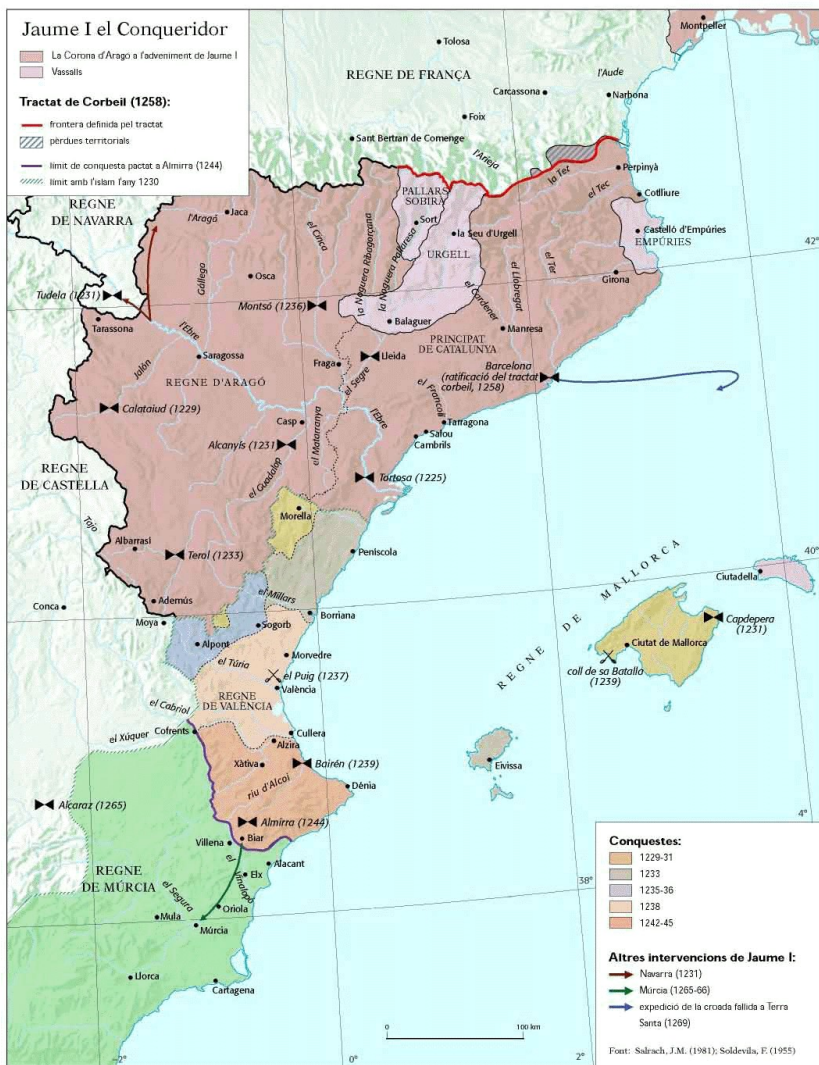 Jaume I el Conqueridor
La Corona d'Aragó a l'adveniment de Jaume I
Vassalls
Tractat de Corbeil (1258):
frontera definida pel tractat
pèrdues territorials
límit de conquesta pactat a Almirra (1244)
límit amb l'islam l'any 1230
Montpeller
Tolosa
REGNE DE FRANÇA
l'Aude
Carcassona
Narbona
Foix
Sant Bertran de Comenge
l'Arieja
Perpinyà
la Tec
el Tec
Cotlliure
REGNE
DE NAVARRA
l'Aragó
Jaca
el Cinca
la Noguera Ribagorçana
la Noguera Pallaresa
PALLARS
SOBIRÀ
Sort
la Seu d'Urgell
URGELL
Castelló d'Empúries
EMPÚRIES
42°
Gállego
Osca
el Ter
Girona
el Llobregat
el Cardener
Tudela
(1231)
Montsó (1236)
Tarassona
l'Ebre
Balaguer
Manresa
PRINCIPAT
DE CATALUNYA
Saragossa
Jalón
Lleida
Fraga
el Segre
REGNE D'ARAGÓ
Barcelona
(ratificació del tractat
corbeil, 1258)
Calataiud (1229)
el Francolí
Casp
el Matarranya
l'Ebre
Tarragona
Salou
Cambrils
Alcanyís (1231)
el Guadalop
REGNE
DE CASTELLA
Tortosa (1225)
Tajo
Morella
Albarrasí
Terol (1233)
Peníscola
40°
Ciutadella
REGNE DE MALLORCA
Conca
Ademús
el Millars
Moya
Borriana
Sogorb
Alpont
Capdepera
(1231)
Ciutat de Mallorca
coll de sa Batalla
(1239)
Morvedre
el Túria
el Puig (1237)
València
REGNE
DE VALÈNCIA
el Cabriol
Cofrents
el Xúquer
Cullera
Alzira
Xàtiva
Bairén (1239)
Eivissa
riu d'Alcoi
Dénia
Alcaraz (1265)
Almirra (1244)
4°
Biar
Villena
Alacant
REGNE
DE MÚRCIA
el Vinalopó
Elx
el Segura
38°
Oriola
Mula
Múrcia
Llorca
Cartagena
Conquestes:
1229-31
1233
1235-36
1238
1242-45
Altres intervencions de Jaume I:
Navarra (1231)
Múrcia (1265-66)
expedició de la croada fallida a Terra
Santa (1269)
0 100 km
-2° 0° 2°
Font: Salrach, J.M. (1981); Soldevila, F. (1955)